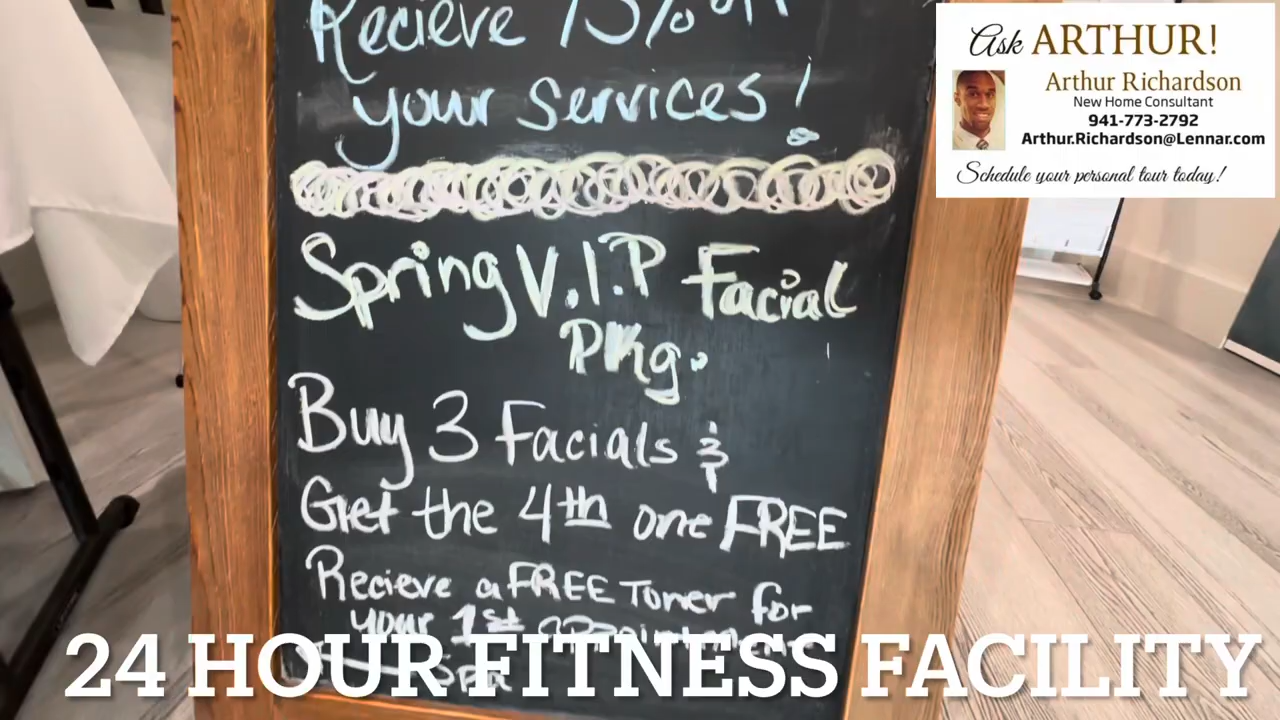 Recieve 15% off
your services!
Spring V.I.P Facial
Pkg.
Buy 3 Facials &
Get the 4th one FREE
Recieve a FREE Toner for
your 1st appointment
Ask ARTHUR!
Arthur Richardson
New Home Consultant
941-773-2792
Arthur.Richardson@Lennar.com
Schedule your personal tour today!
24 HOUR FITNESS FACILITY